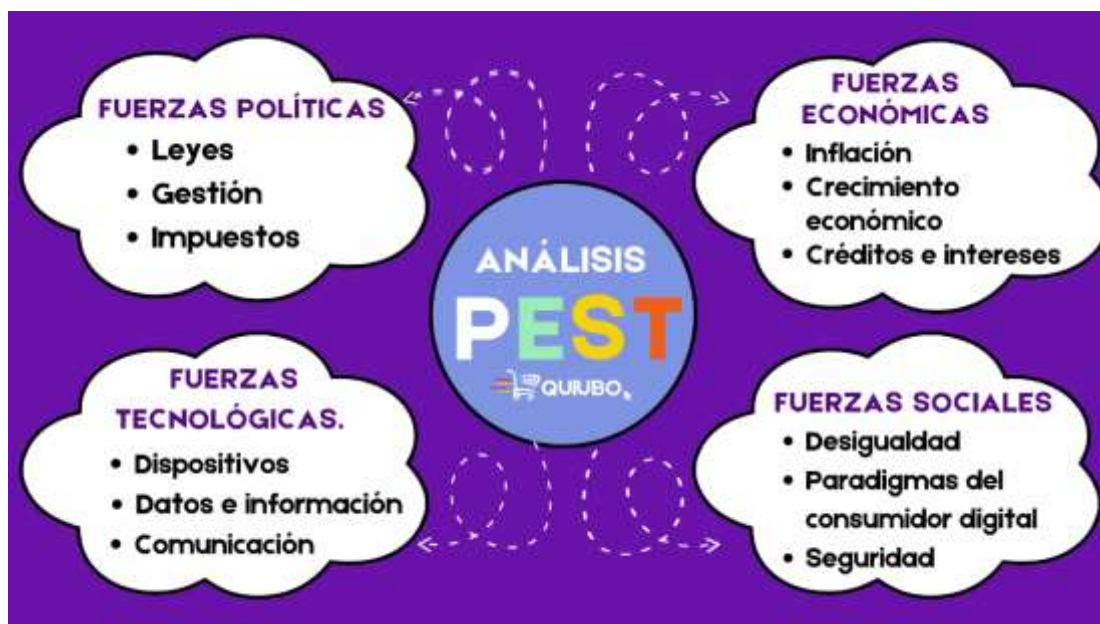 FUERZAS POLÍTICAS
• Leyes
• Gestión
• Impuestos
FUERZAS
ECONÓMICAS
• Inflación
• Crecimiento
económico
• Créditos e intereses
ANÁLISIS
PEST
QUIUBO
FUERZAS
TECNOLÓGICAS.
• Dispositivos
• Datos e información
• Comunicación
FUERZAS SOCIALES
• Desigualdad
• Paradigmas del
consumidor digital
• Seguridad